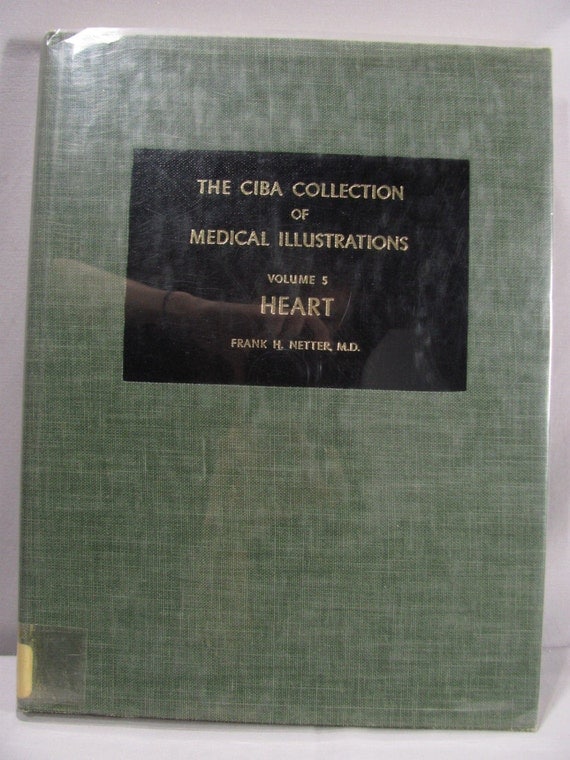 THE CIBA COLLECTION
OF
MEDICAL ILLUSTRATIONS
VOLUME 5
HEART
FRANK H. NETTER, M.D.